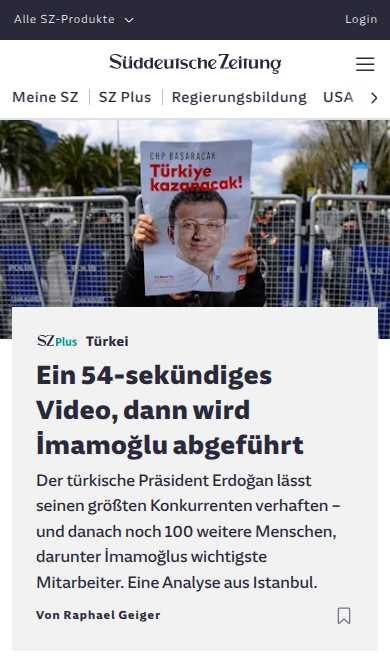 Alle SZ-Produkte
Login
Süddeutsche Zeitung
Meine SZ
SZ Plus
Regierungsbildung
USA
CHP BAŞARACAK
Türkiye
kazanacak!
POLİS
SZ Plus Türkei
Ein 54-sekündiges
Video, dann wird
İmamoğlu abgeführt
Der türkische Präsident Erdoğan lässt
seinen größten Konkurrenten verhaften –
und danach noch 100 weitere Menschen,
darunter İmamoğlus wichtigste
Mitarbeiter. Eine Analyse aus Istanbul.
Von Raphael Geiger